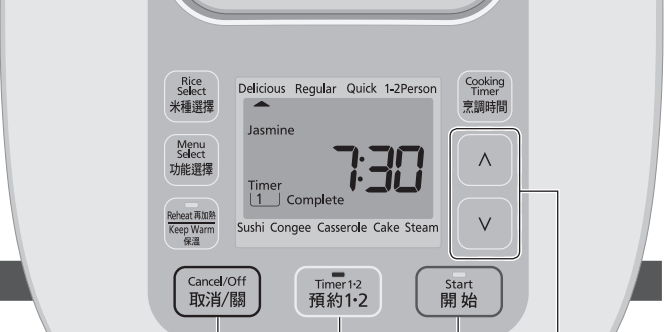 Rice
Select
米種選擇
Delicious Regular Quick 1-2Person
Cooking
Timer
烹調時間
Jasmine
Menu
Select
功能選擇
7:30
Timer
1 Complete
Reheat 再加熱
Keep Warm
保溫
Sushi Congee Casserole Cake Steam
Cancel/Off
取消/關
Timer 1·2
預約1·2
Start
開始